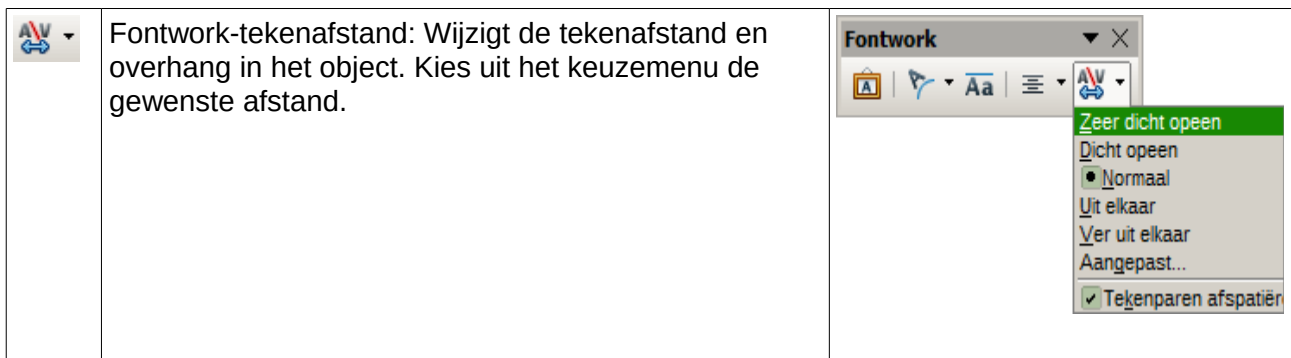 Fontwork-tekenafstand: Wijzigt de tekenafstand en
overhang in het object. Kies uit het keuzemenu de
gewenste afstand.
Fontwork
Aa
Zeer dicht opeen
Dicht opeen
Normaal
Uit elkaar
Ver uit elkaar
Aangepast...
Tekenparen afspatiër